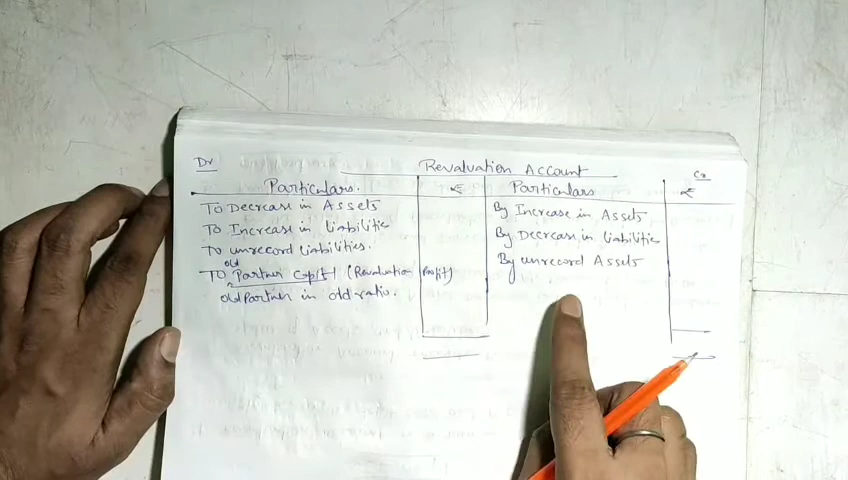 Dr
Revaluation Account
Cr
Particulars.
₹
Particulars
₹
To Decrease in Assets
To Increase in liabilities
To unrecord liabilities.
old
To Partner capitl (Revaluation Profit)
old Partner in old ratio.
By Increase in Assets
By Decrease in liabilities
By unrecord Assets